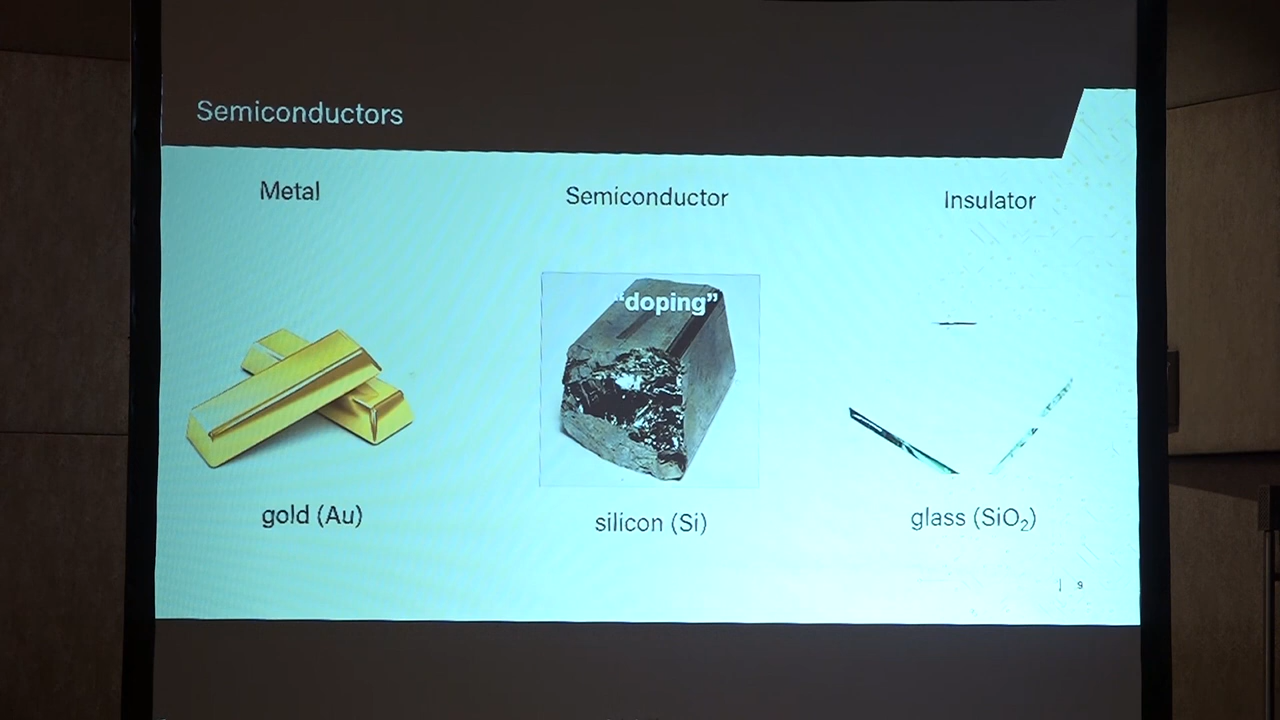 Semiconductors
Metal
Semiconductor
Insulator
“doping”
gold (Au)
silicon (Si)
glass (SiO₂)
| 9